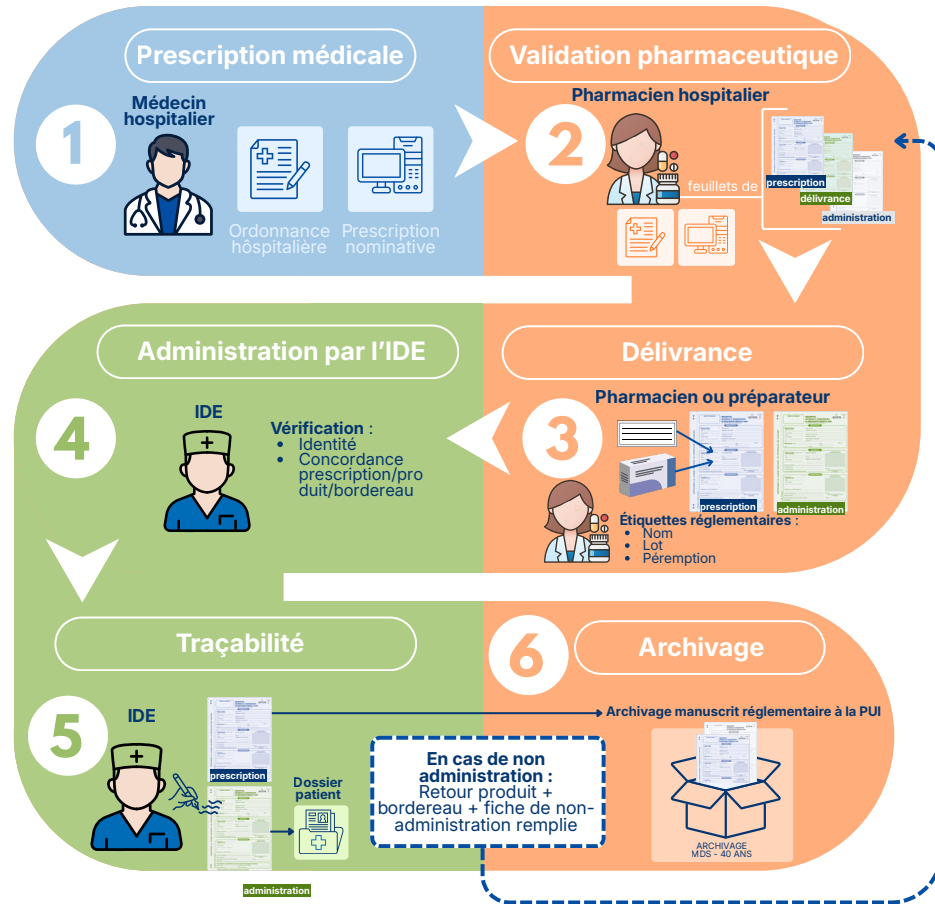 Prescription médicale
1
Médecin
hospitalier
Ordonnance
hôspitalière
Prescription
nominative
Validation pharmaceutique
Pharmacien hospitalier
2
feuillets de
prescription
délivrance
administration
Délivrance
Pharmacien ou préparateur
3
prescription
administration
Étiquettes réglementaires :
• Nom
• Lot
• Péremption
Administration par l’IDE
4
IDE
Vérification :
• Identité
• Concordance
prescription/pro
duit/bordereau
Traçabilité
5
IDE
prescription
administration
Dossier
patient
En cas de non
administration :
Retour produit +
bordereau + fiche de non-
administration remplie
6
Archivage
Archivage manuscrit réglementaire à la PUI
ARCHIVAGE
MDS - 40 ANS